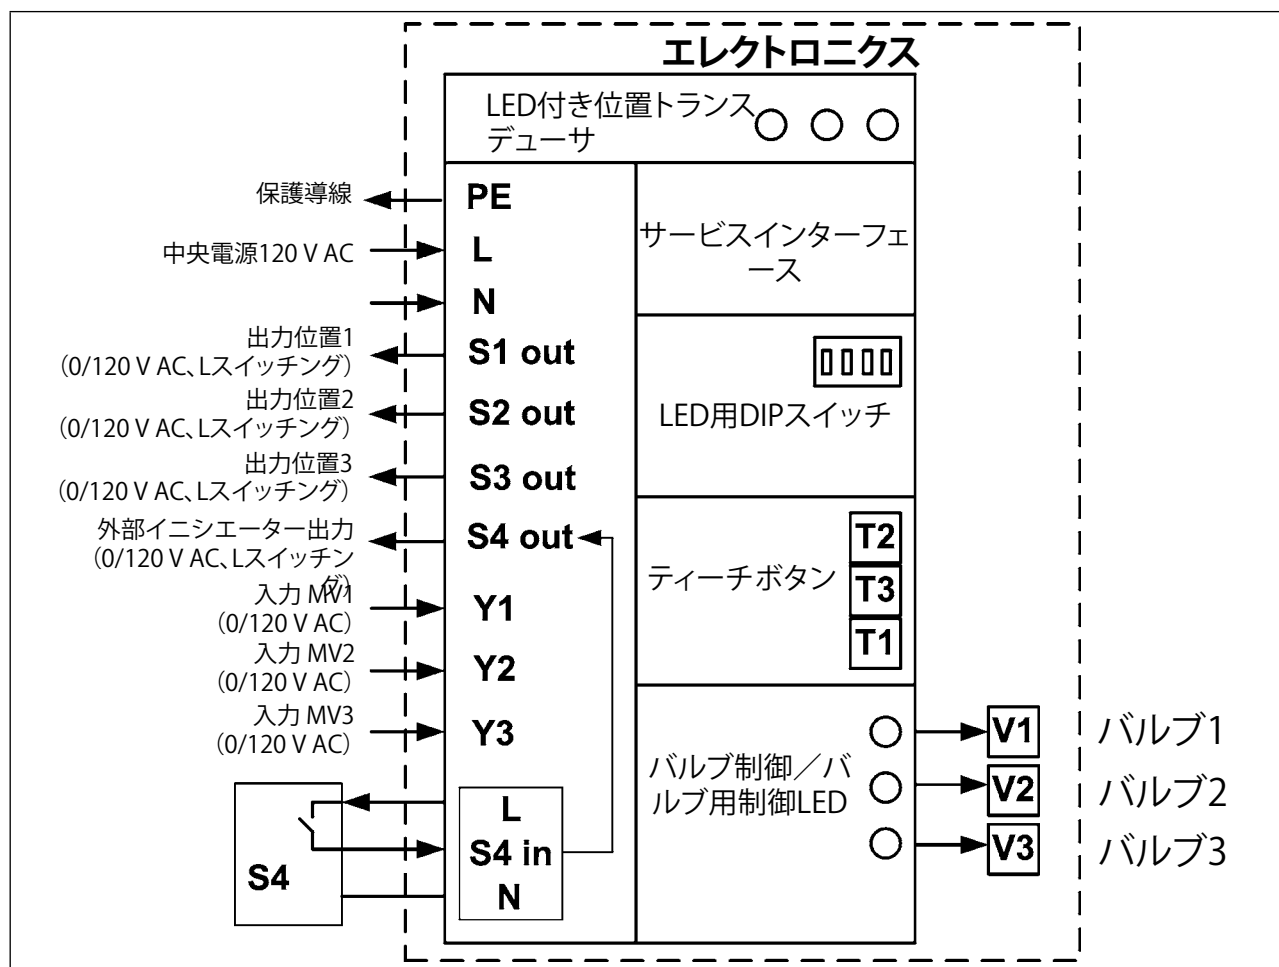 エレクトロニクス
LED付き位置トランス
デューサ
保護導線
PE
中央電源120 V AC
L
N
出力位置1
（0/120 V AC、Lスイッチング）
S1 out
出力位置2
（0/120 V AC、Lスイッチング）
S2 out
出力位置3
（0/120 V AC、Lスイッチング）
S3 out
外部イニシエーター出力
（0/120 V AC、Lスイッチン
グ）
S4 out
入力 MV1
（0/120 V AC）
Y1
入力 MV2
（0/120 V AC）
Y2
入力 MV3
（0/120 V AC）
Y3
S4
L
S4 in
N
サービスインターフェ
ース
LED用DIPスイッチ
ティーチボタン
T2
T3
T1
バルブ制御／バ
ルブ用制御LED
V1
バルブ1
V2
バルブ2
V3
バルブ3